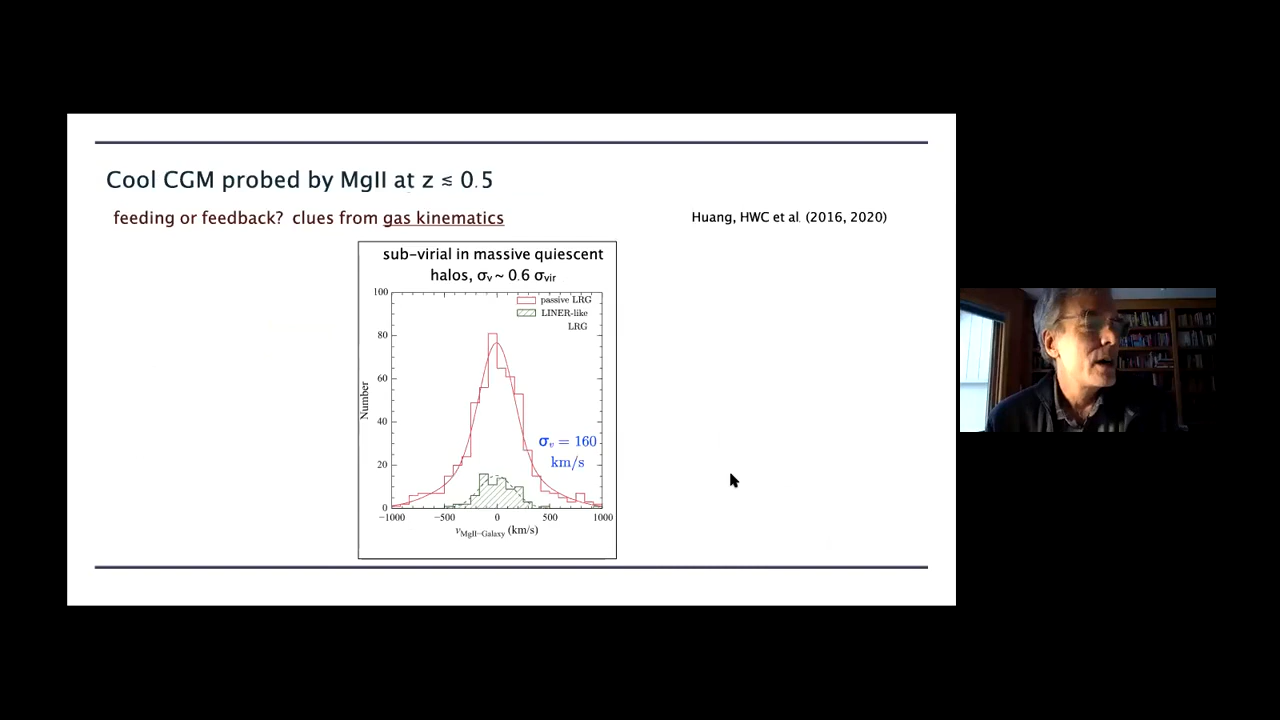 Cool CGM probed by MgII at z ≲ 0.5
feeding or feedback? clues from gas kinematics
Huang, HWC et al. (2016, 2020)
sub-virial in massive quiescent
halos, σv ~ 0.6 σvir
100
80
60
40
20
0
Number
passive LRG
LINER-like
LRG
σv = 160
km/s
−1000 −500 0 500 1000
vMgII−Galaxy (km/s)